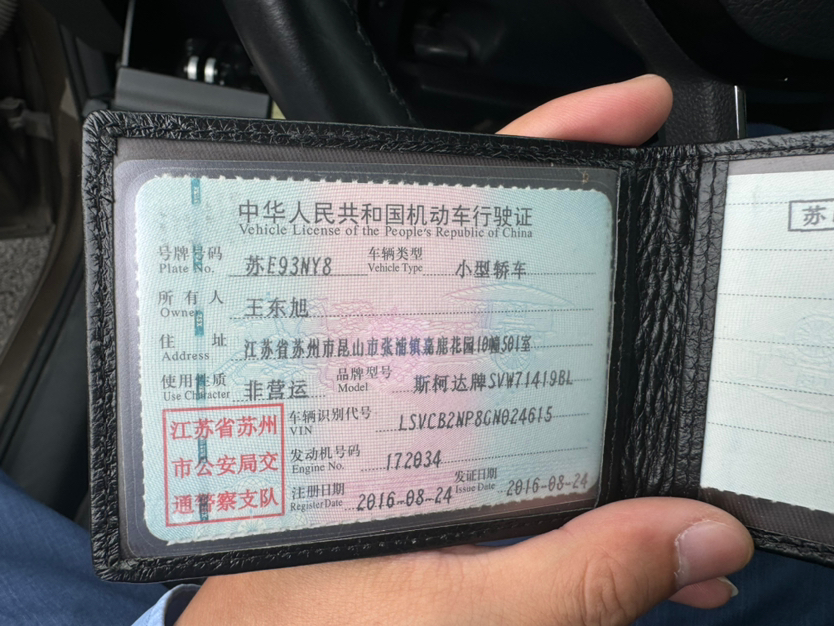 中华人民共和国机动车行驶证
Vehicle License of the People's Republic of China
号牌号码 苏E93NY8 车辆类型 小型轿车
Plate No. Vehicle Type
所有人 王东旭
Owner
住址 江苏省苏州市昆山市张浦镇嘉鹿花园10幢501室
Address
使用性质 非营运 品牌型号 斯柯达牌SVW71419BL
Use Character Model
江苏省苏州
市公安局交
通警察支队
车辆识别代号 LSVCB2NP8GN024615
VIN
发动机号码 172034
Engine No.
注册日期 2016-08-24 发证日期 2016-08-24
Register Date Issue Date
苏